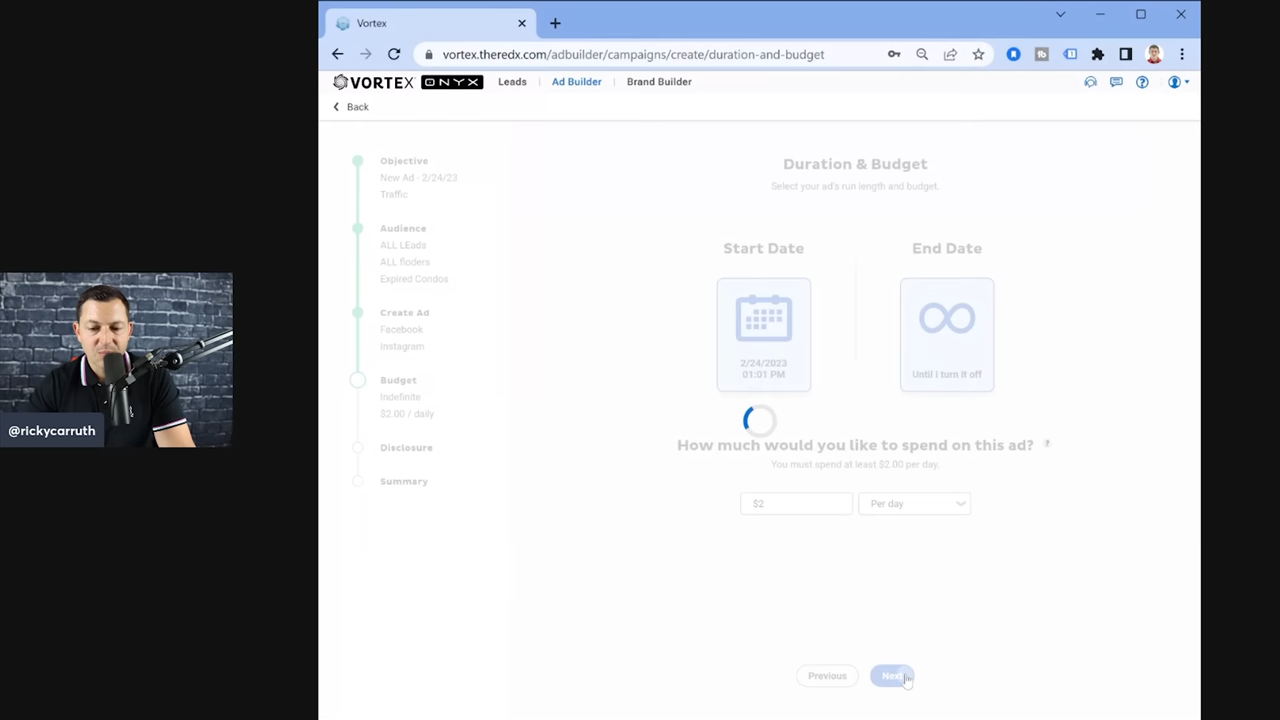 Vortex
vortex.theredx.com/adbuilder/campaigns/create/duration-and-budget
VORTEX ONYX Leads Ad Builder Brand Builder
Back
Objective
New Ad - 2/24/23
Traffic
Audience
ALL LEads
ALL floders
Expired Condos
Create Ad
Facebook
Instagram
Budget
Indefinite
$2.00 / daily
Disclosure
Summary
Duration & Budget
Select your ad's run length and budget.
Start Date
End Date
2/24/2023
01:01 PM
Until I turn it off
How much would you like to spend on this ad? ?
You must spend at least $2.00 per day.
$2
Per day
Previous
Next
@rickycarruth